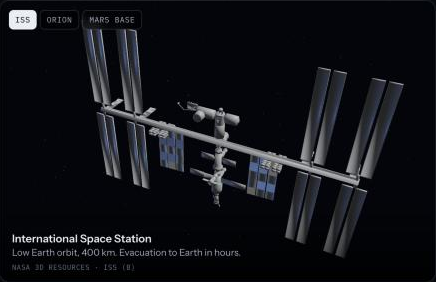 ISS
ORION
MARS BASE
International Space Station
Low Earth orbit, 400 km. Evacuation to Earth in hours.
NASA 3D RESOURCES · ISS (B)